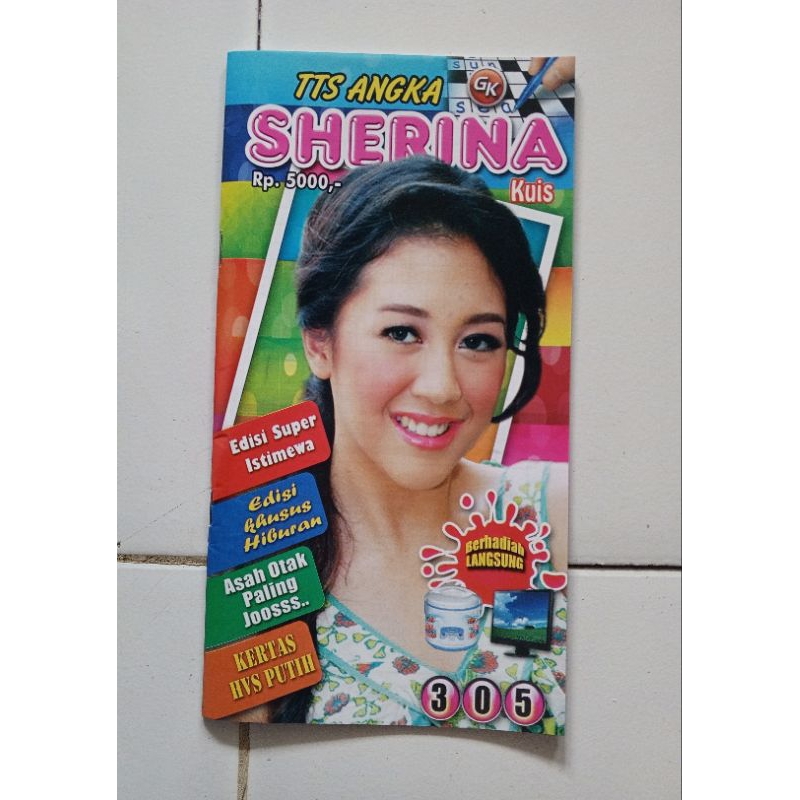 TTS ANGKA
GK
sun
SHERINA
Rp. 5000,-
Kuis
Edisi Super
Istimewa
Edisi
khusus
Hiburan
Asah Otak
Paling
Joosss..
KERTAS
HVS PUTIH
Berhadiah
LANGSUNG
305